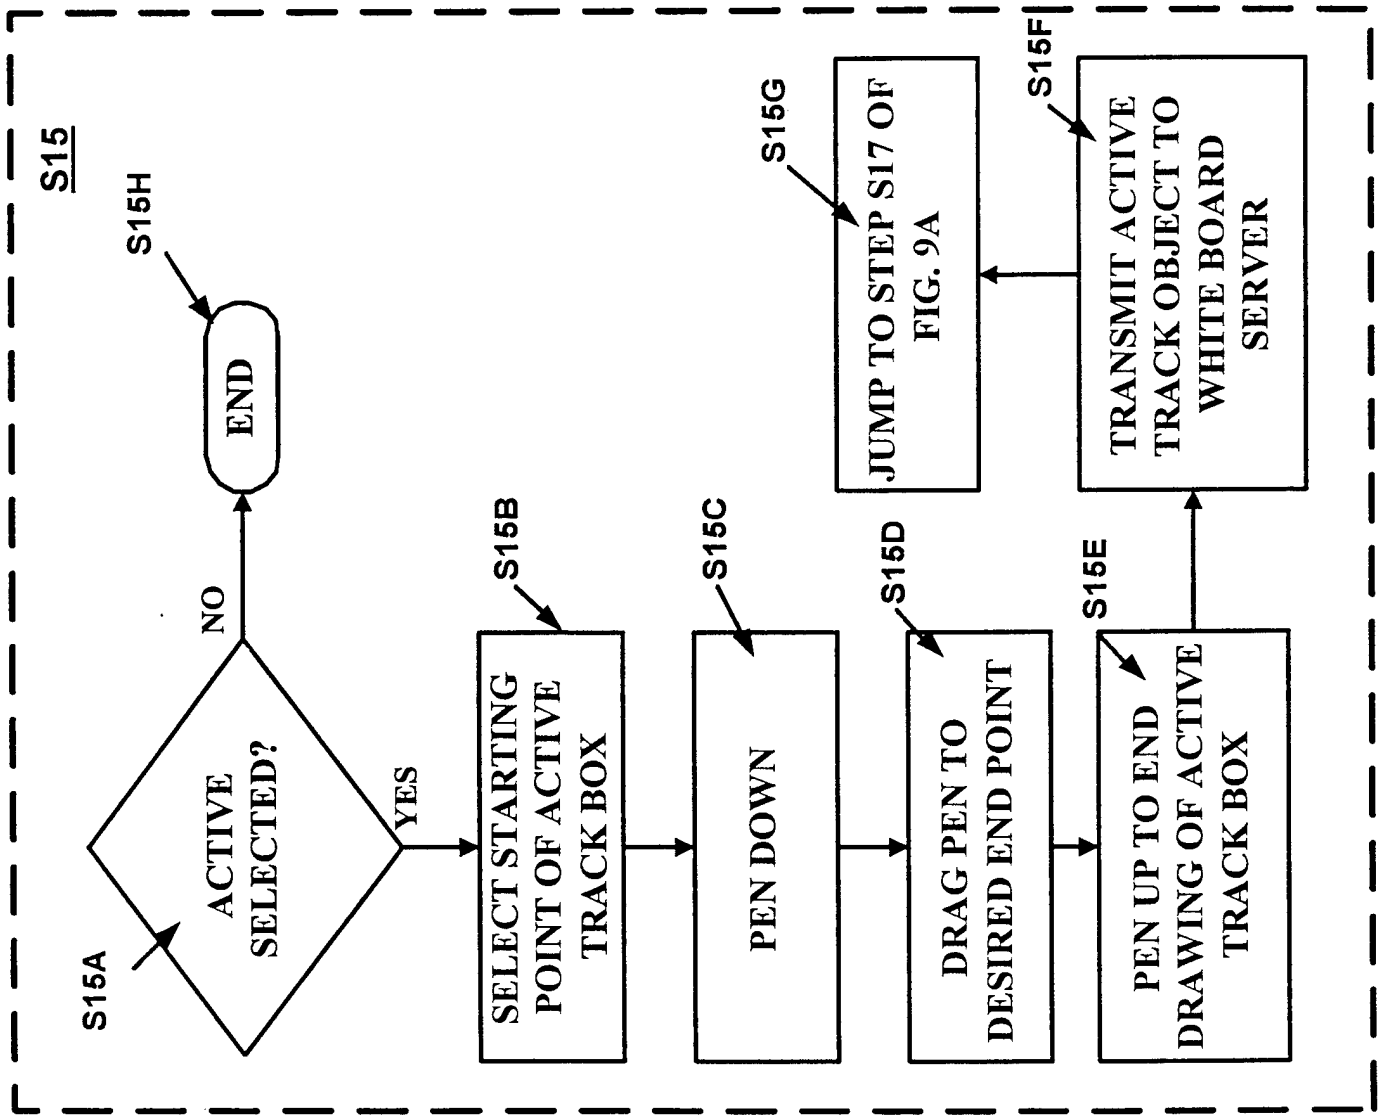 S15
S15A
ACTIVE
SELECTED?
NO
S15H
END
YES
S15B
SELECT STARTING
POINT OF ACTIVE
TRACK BOX
S15C
PEN DOWN
S15D
DRAG PEN TO
DESIRED END POINT
S15E
PEN UP TO END
DRAWING OF ACTIVE
TRACK BOX
S15F
TRANSMIT ACTIVE
TRACK OBJECT TO
WHITE BOARD
SERVER
S15G
JUMP TO STEP S17 OF
FIG. 9A